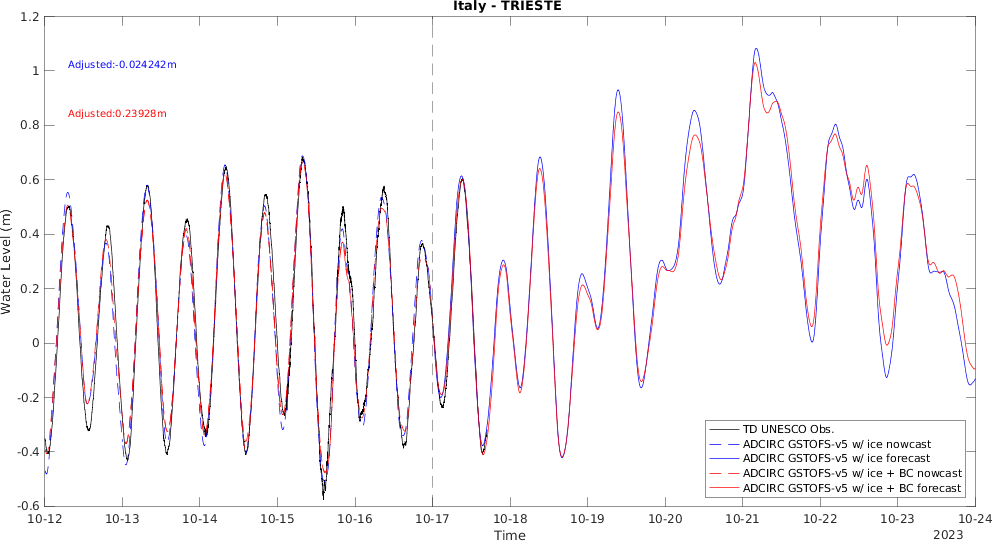 Italy - TRIESTE
1.2
1
0.8
0.6
0.4
0.2
0
-0.2
-0.4
-0.6
Water Level (m)
Adjusted:-0.024242m
Adjusted:0.23928m
TD UNESCO Obs.
ADCIRC GSTOFS-v5 w/ ice nowcast
ADCIRC GSTOFS-v5 w/ ice forecast
ADCIRC GSTOFS-v5 w/ ice + BC nowcast
ADCIRC GSTOFS-v5 w/ ice + BC forecast
10-12 10-13 10-14 10-15 10-16 10-17 10-18 10-19 10-20 10-21 10-22 10-23 10-24
Time
2023